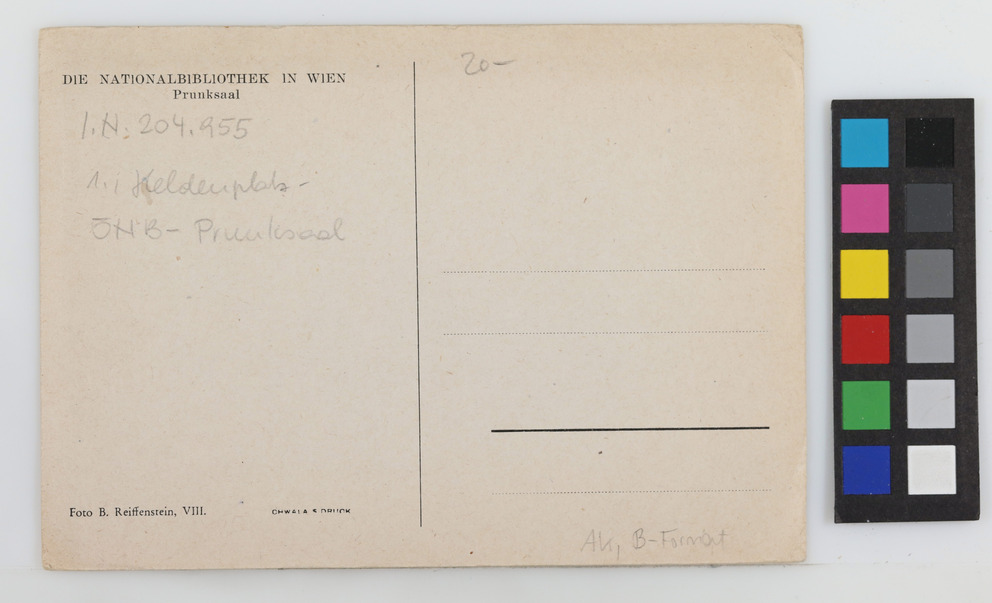 DIE NATIONALBIBLIOTHEK IN WIEN
Prunksaal
I.N: 204.955
1., Heldenplatz -
ÖNB - Prunksaal
Foto B. Reiffenstein, VIII.
CHWALA S DRUCK
20-
AK, B-Format